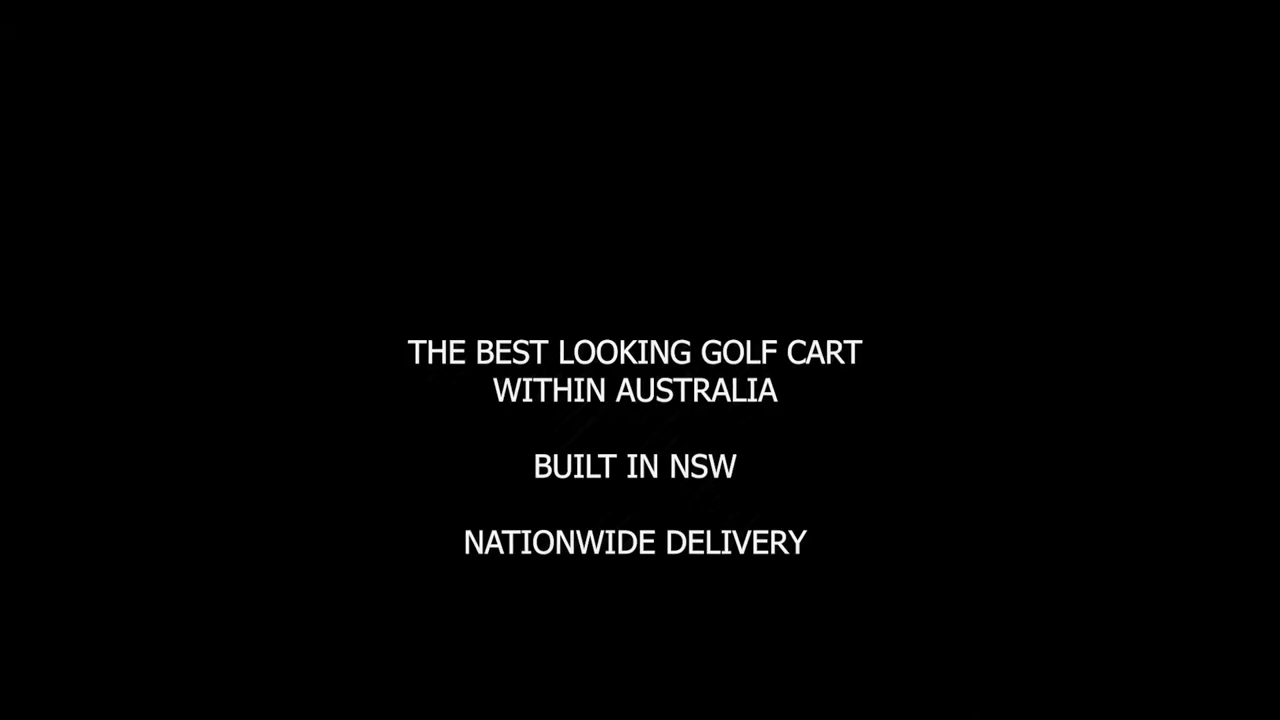 THE BEST LOOKING GOLF CART
WITHIN AUSTRALIA
BUILT IN NSW
NATIONWIDE DELIVERY